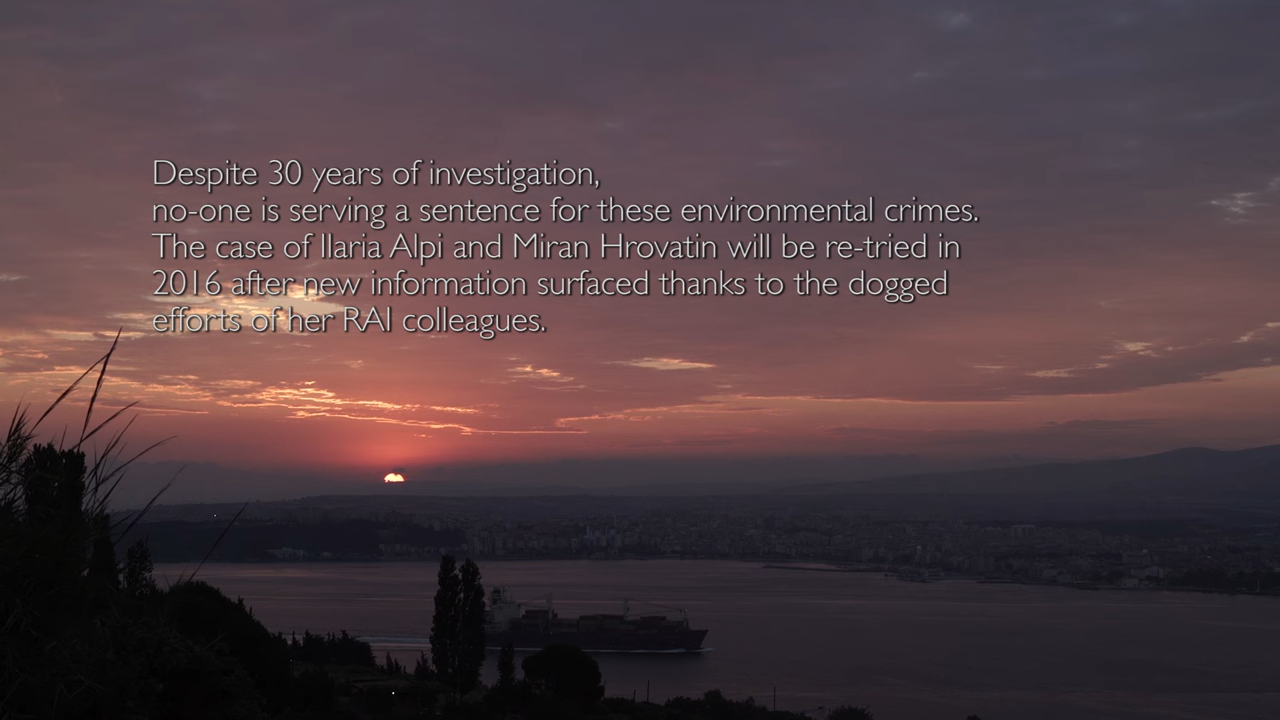 Despite 30 years of investigation,
no-one is serving a sentence for these environmental crimes.
The case of Ilaria Alpi and Miran Hrovatin will be re-tried in
2016 after new information surfaced thanks to the dogged
efforts of her RAI colleagues.